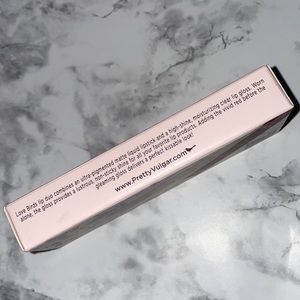 Love Birds lip duo combines an ultra-pigmented matte liquid lipstick and a high-shine, moisturizing clear lip gloss. Worn
alone, the gloss provides a lustrous, non-sticky shine for all your favorite lip products. Adding the vivid red before the
gleaming gloss delivers a perfect kissable look!
www.PrettyVulgar.com